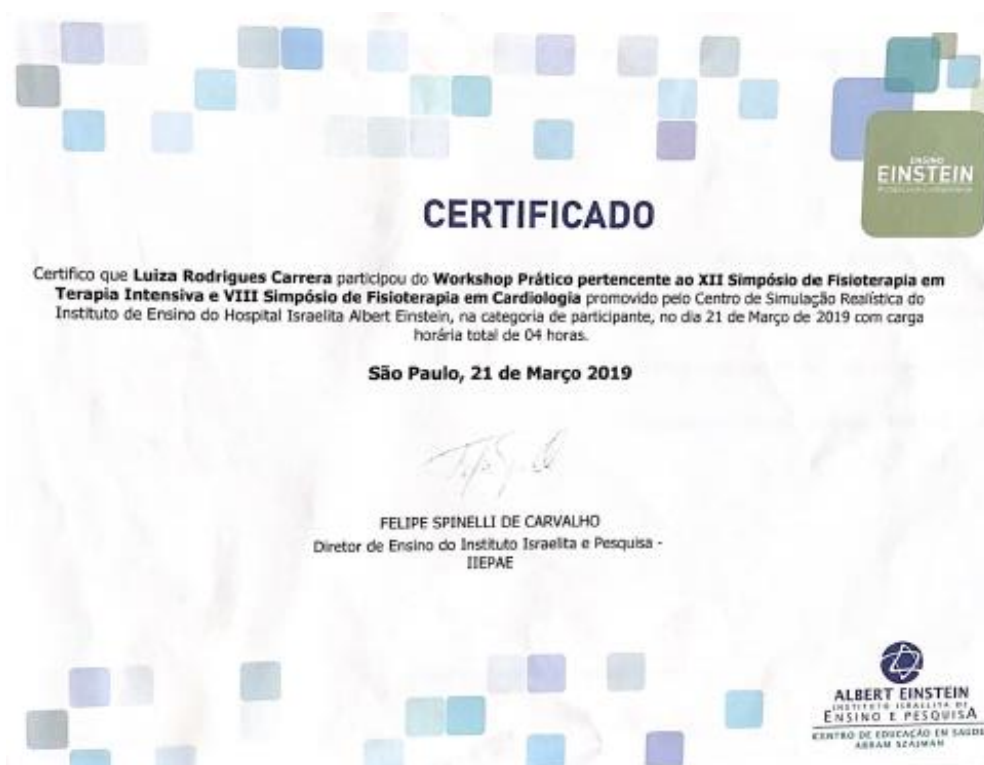 ENSINO
EINSTEIN
CERTIFICADO
Certifico que Luiza Rodrigues Carrera participou do Workshop Prático pertencente ao XII Simpósio de Fisioterapia em
Terapia Intensiva e VIII Simpósio de Fisioterapia em Cardiologia promovido pelo Centro de Simulação Realística do
Instituto de Ensino do Hospital Israelita Albert Einstein, na categoria de participante, no dia 21 de Março de 2019 com carga
horária total de 04 horas.
São Paulo, 21 de Março 2019
FELIPE SPINELLI DE CARVALHO
Diretor de Ensino do Instituto Israelita e Pesquisa -
IIEPAE
ALBERT EINSTEIN
INSTITUTO ISRAELITA DE
ENSINO E PESQUISA
CENTRO DE EDUCAÇÃO EM SAÚDE
ABRAM SZAJMAN